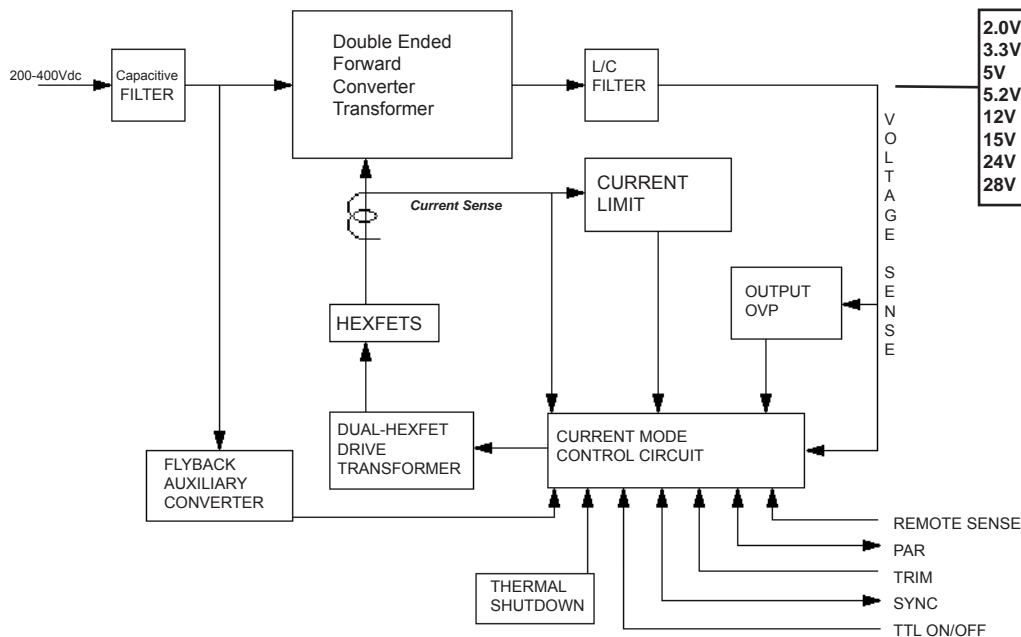 200-400Vdc
Capacitive
FILTER
Double Ended
Forward
Converter
Transformer
L/C
FILTER
2.0V
3.3V
5V
5.2V
12V
15V
24V
28V
VOLTAGE SENSE
Current Sense
CURRENT
LIMIT
OUTPUT
OVP
HEXFETS
DUAL-HEXFET
DRIVE
TRANSFORMER
CURRENT MODE
CONTROL CIRCUIT
FLYBACK
AUXILIARY
CONVERTER
THERMAL
SHUTDOWN
REMOTE SENSE
PAR
TRIM
SYNC
TTL ON/OFF